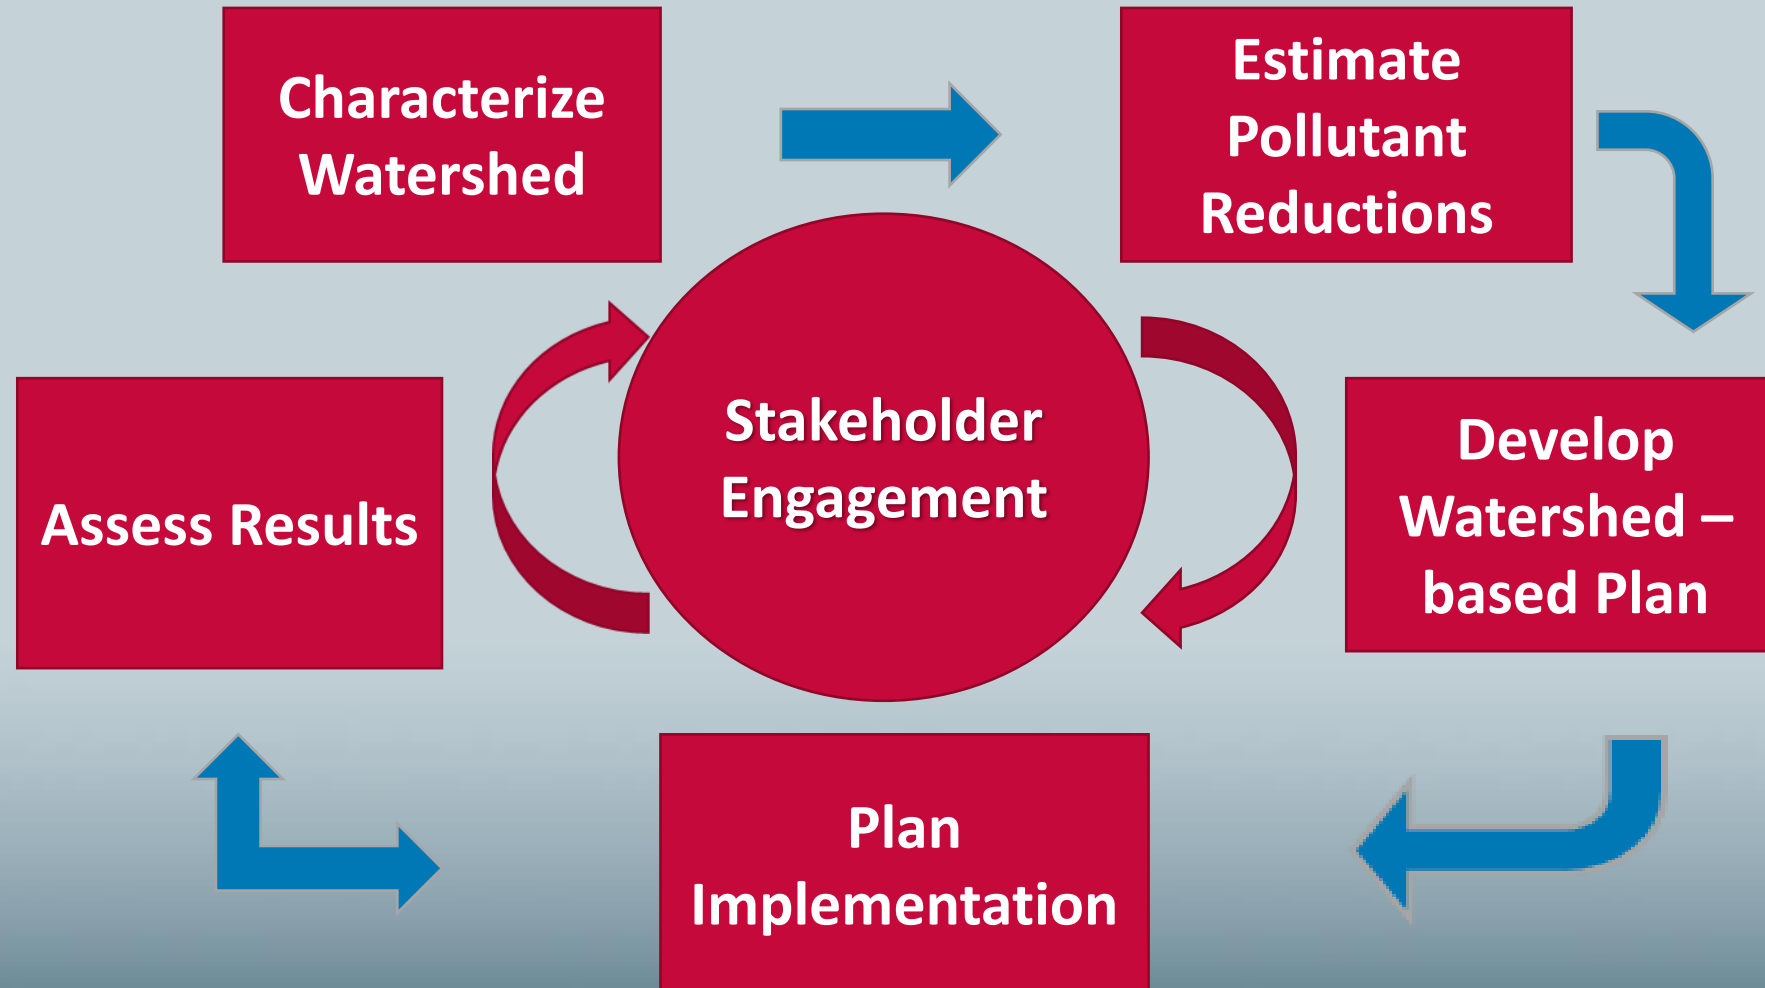 Characterize
Watershed
Estimate
Pollutant
Reductions
Stakeholder
Engagement
Develop
Watershed –
based Plan
Assess Results
Plan
Implementation